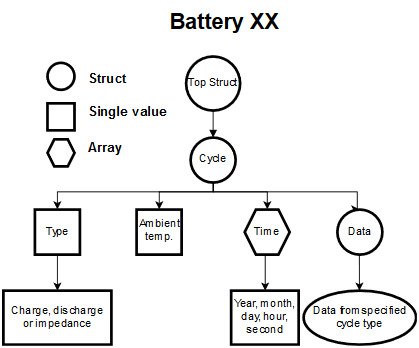 Battery XX
Struct
Single value
Array
Top Struct
Cycle
Type
Ambient
temp.
Time
Data
Charge, discharge
or impedance
Year, month,
day, hour,
second
Data from specified
cycle type